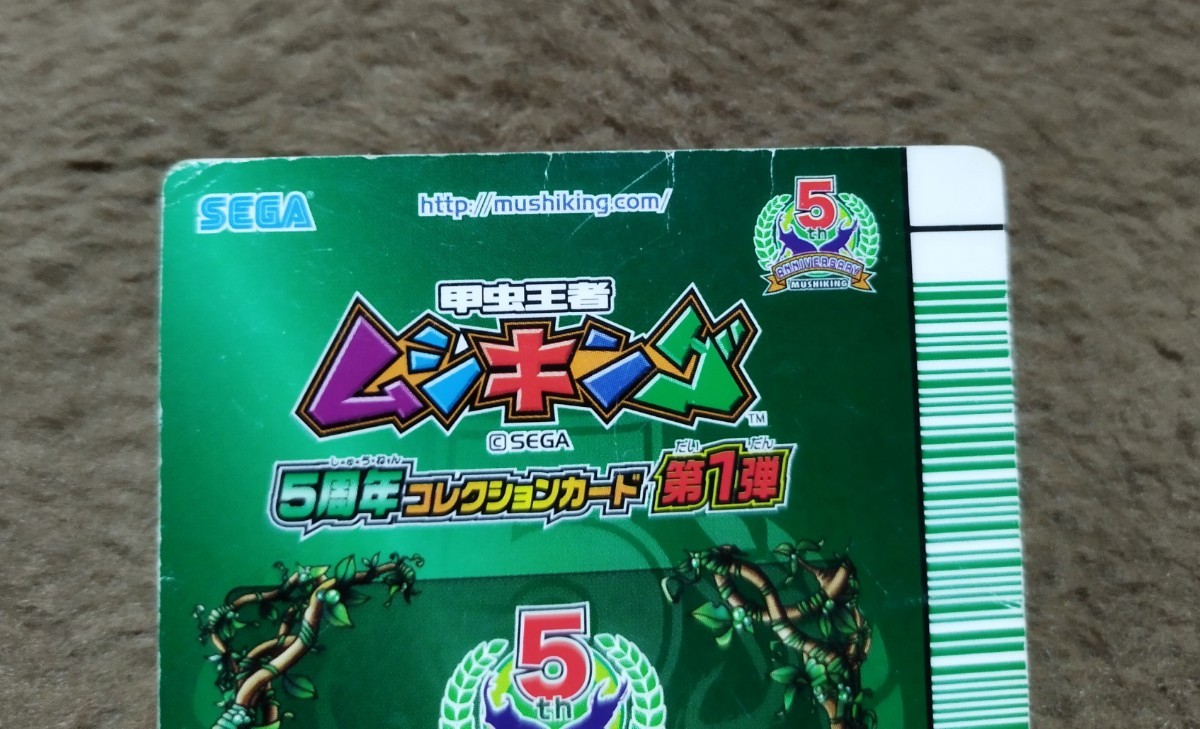 SEGA®
http://mushiking.com/
5
th
ANNIVERSARY
MUSHIKING
甲虫王者
ムシキング
TM
©SEGA
しゅうねん
だい
だん
5周年コレクションカード 第1弾
5
th